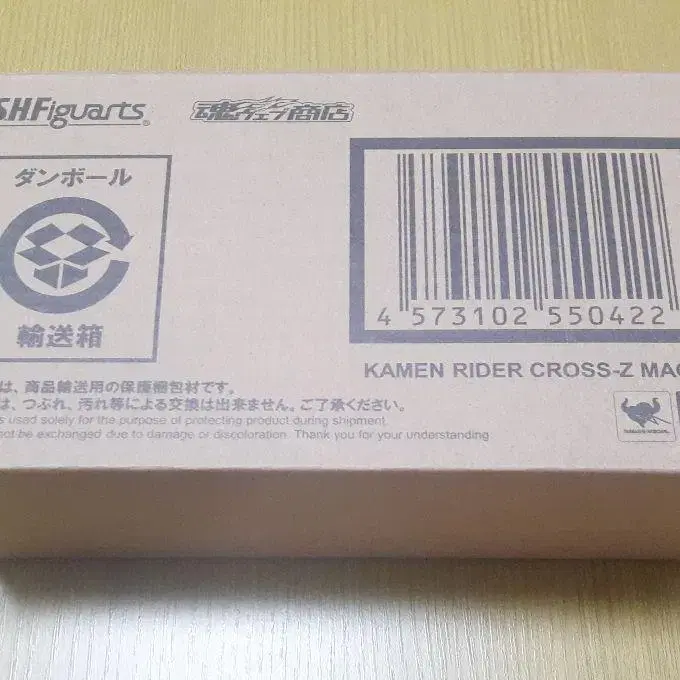 S.H.Figuarts
魂ウェブ商店
ダンボール
輸送箱
4 573102 550422
KAMEN RIDER CROSS-Z MAG
は、商品輸送用の保護梱包材です。
は、つぶれ、汚れ等による交換は出来ません。ご了承ください。
is used solely for the purpose of protecting product during shipment.
not be exchanged due to damage or discoloration. Thank you for your understanding